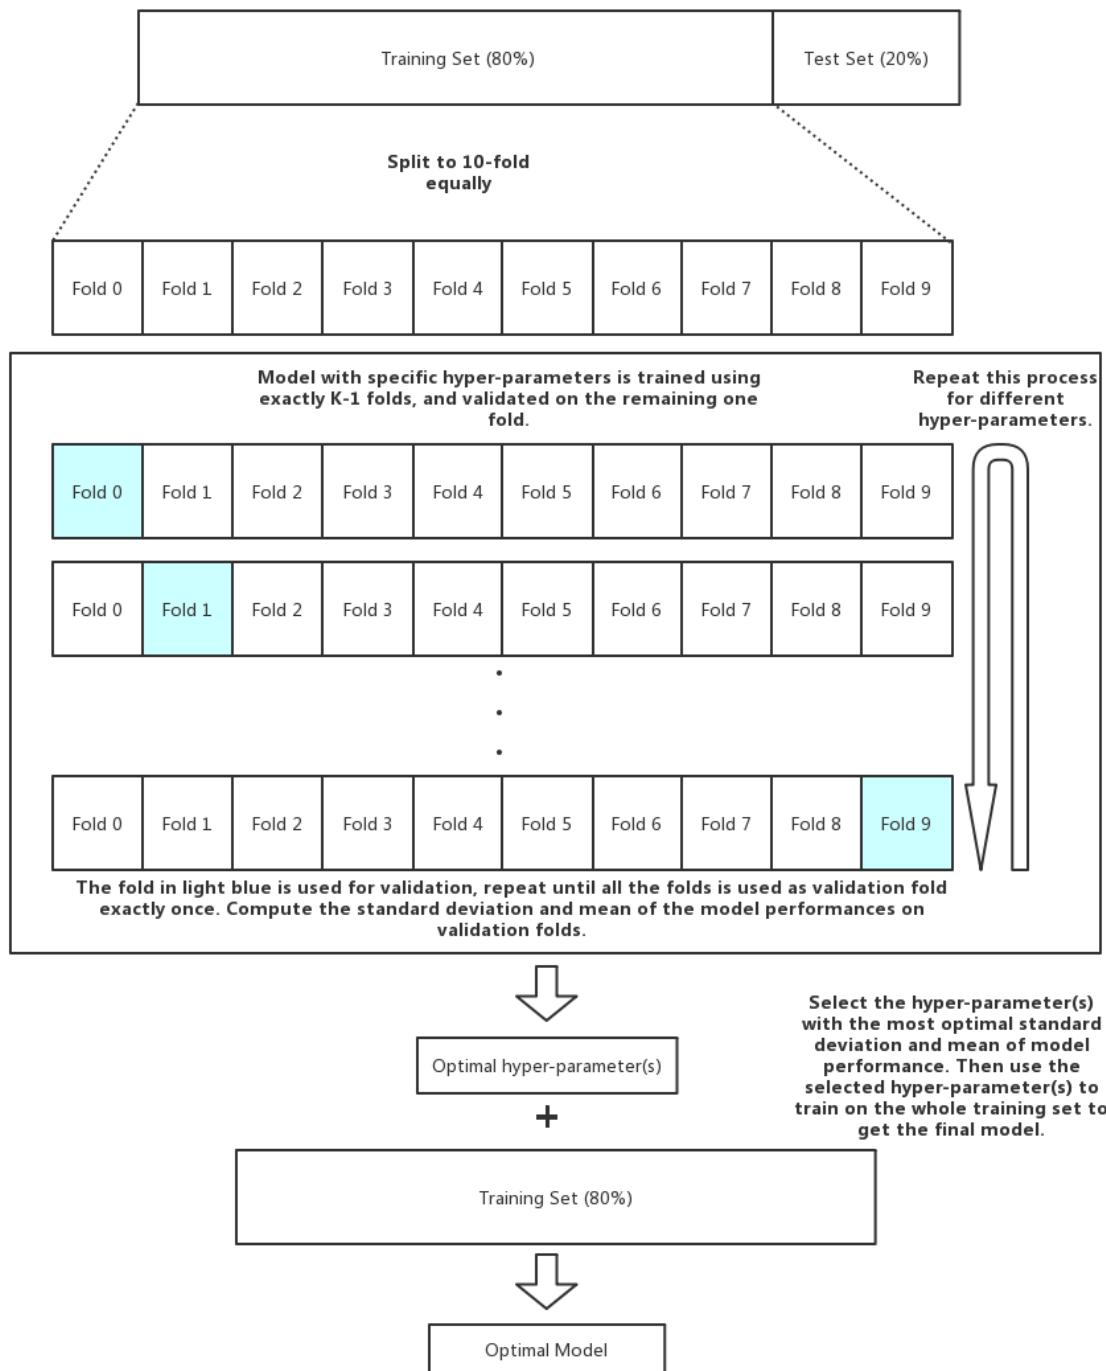 Training Set (80%)
Test Set (20%)
Split to 10-fold
equally
Fold 0 Fold 1 Fold 2 Fold 3 Fold 4 Fold 5 Fold 6 Fold 7 Fold 8 Fold 9
Model with specific hyper-parameters is trained using
exactly K-1 folds, and validated on the remaining one
fold.
Repeat this process
for different
hyper-parameters.
Fold 0 Fold 1 Fold 2 Fold 3 Fold 4 Fold 5 Fold 6 Fold 7 Fold 8 Fold 9
Fold 0 Fold 1 Fold 2 Fold 3 Fold 4 Fold 5 Fold 6 Fold 7 Fold 8 Fold 9
Fold 0 Fold 1 Fold 2 Fold 3 Fold 4 Fold 5 Fold 6 Fold 7 Fold 8 Fold 9
The fold in light blue is used for validation, repeat until all the folds is used as validation fold
exactly once. Compute the standard deviation and mean of the model performances on
validation folds.
Select the hyper-parameter(s)
with the most optimal standard
deviation and mean of model
performance. Then use the
selected hyper-parameter(s) to
train on the whole training set to
get the final model.
Optimal hyper-parameter(s)
+
Training Set (80%)
Optimal Model